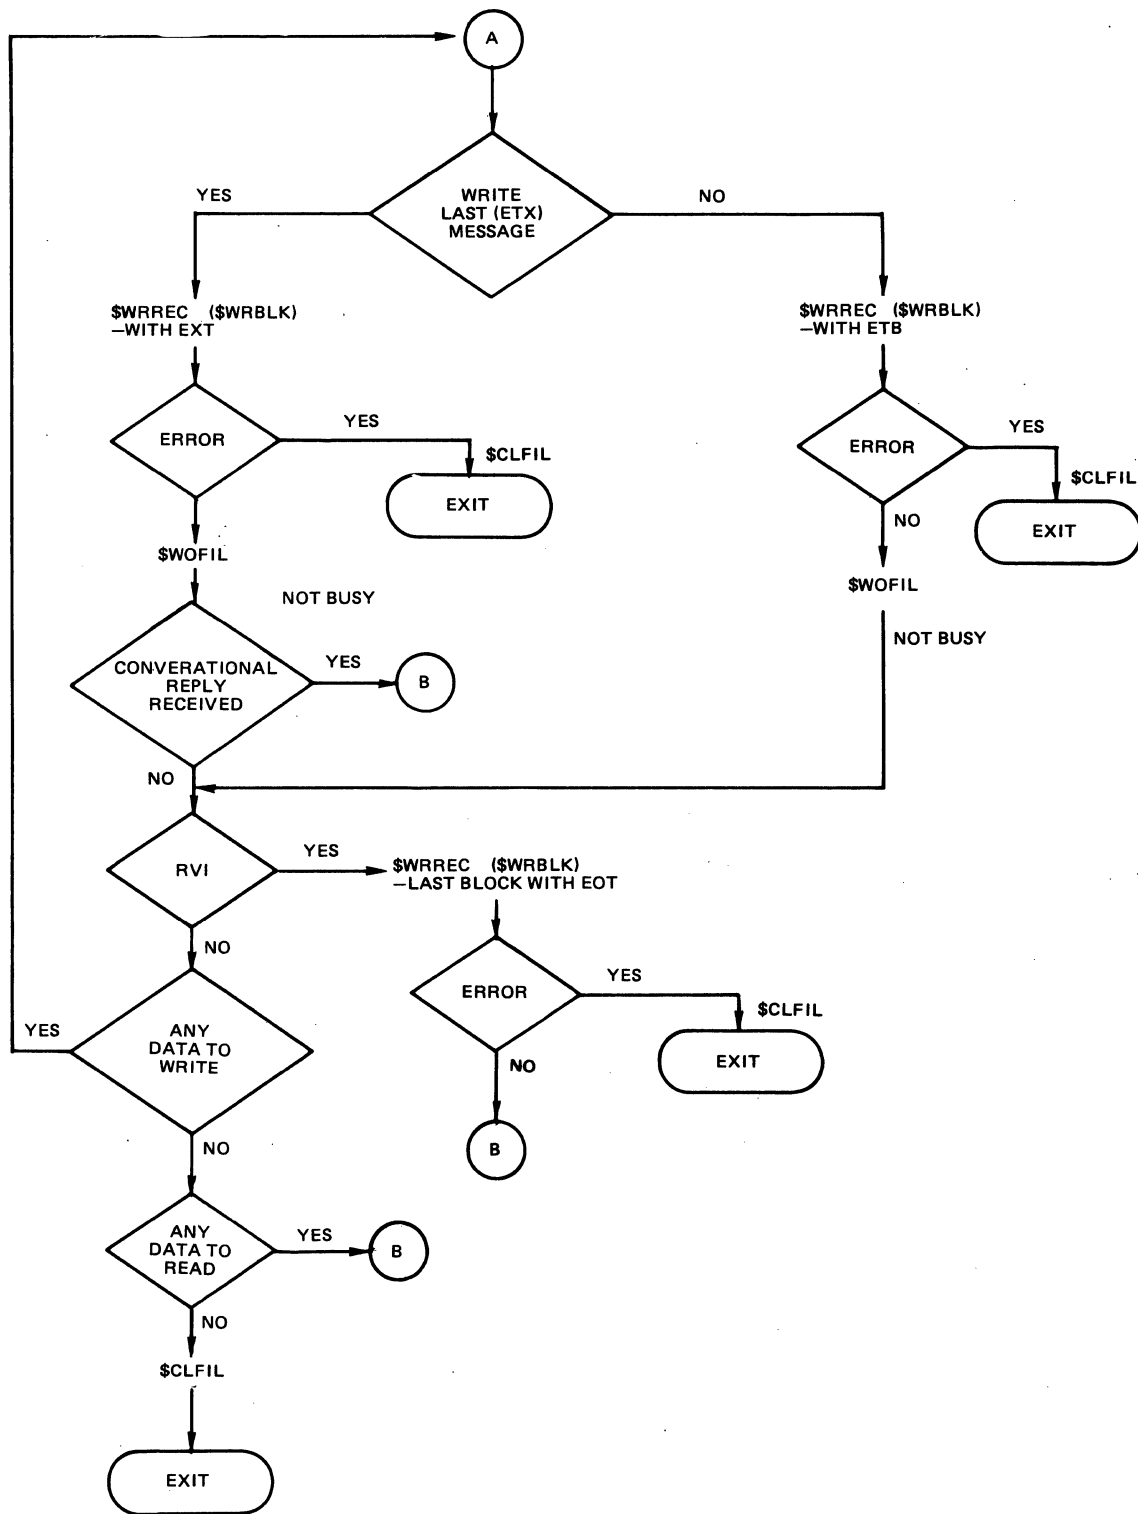 A
WRITE
LAST (ETX)
MESSAGE
YES
NO
$WRREC ($WRBLK)
–WITH EXT
$WRREC ($WRBLK)
–WITH ETB
ERROR
YES
$CLFIL
EXIT
ERROR
YES
$CLFIL
EXIT
NO
$WOFIL
$WOFIL
NOT BUSY
NOT BUSY
CONVERATIONAL
REPLY
RECEIVED
YES
B
NO
RVI
YES
$WRREC ($WRBLK)
–LAST BLOCK WITH EOT
NO
ERROR
YES
$CLFIL
EXIT
NO
B
ANY
DATA TO
WRITE
YES
NO
ANY
DATA TO
READ
YES
B
NO
$CLFIL
EXIT